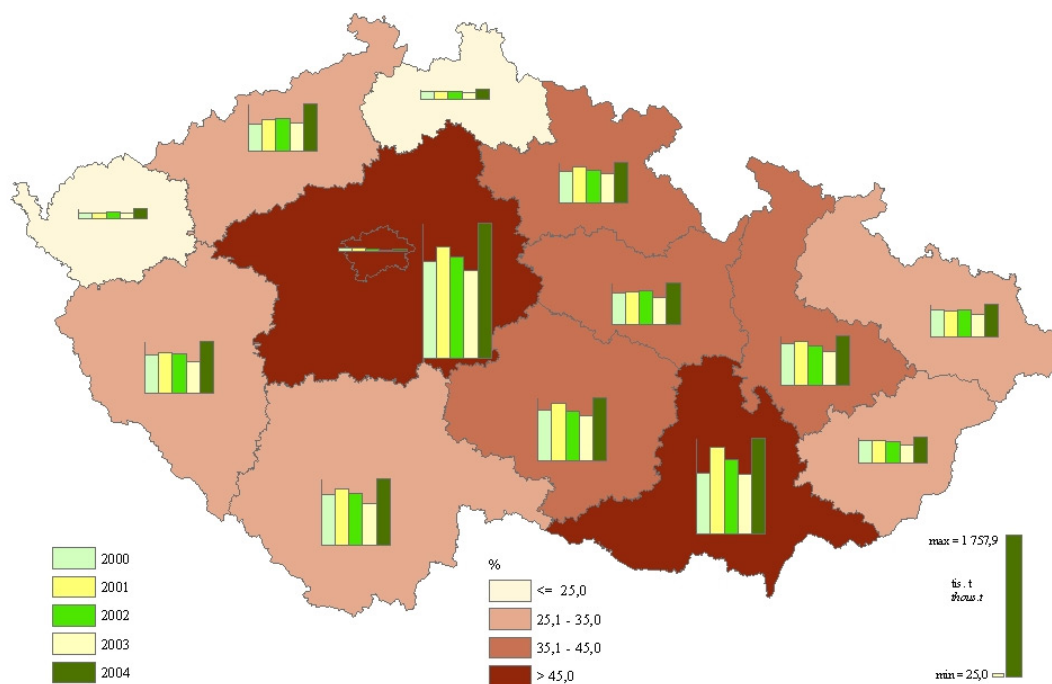 2000
2001
2002
2003
2004
%
<= 25,0
25,1 - 35,0
35,1 - 45,0
> 45,0
max = 1 757,9
tis. t
thous.t
min = 25,0